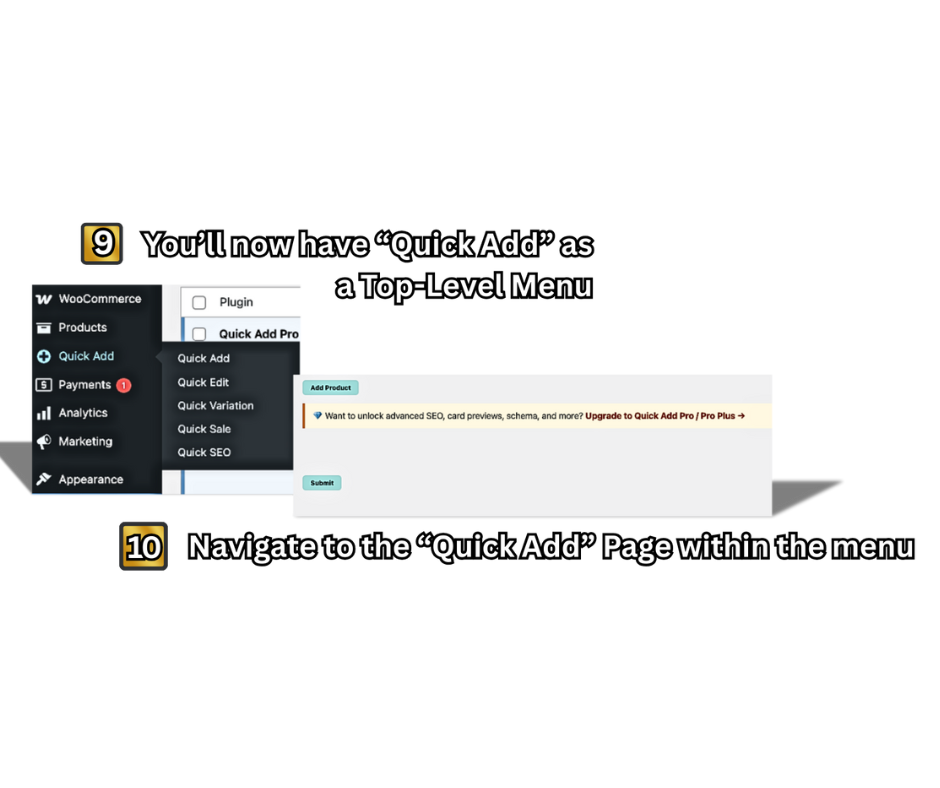 9 You'll now have “Quick Add” as
a Top-Level Menu
WooCommerce
Products
Quick Add
Payments 1
Analytics
Marketing
Appearance
Plugin
Quick Add Pro
Quick Add
Quick Edit
Quick Variation
Quick Sale
Quick SEO
Add Product
💎 Want to unlock advanced SEO, card previews, schema, and more? Upgrade to Quick Add Pro / Pro Plus →
Submit
10 Navigate to the “Quick Add” Page within the menu